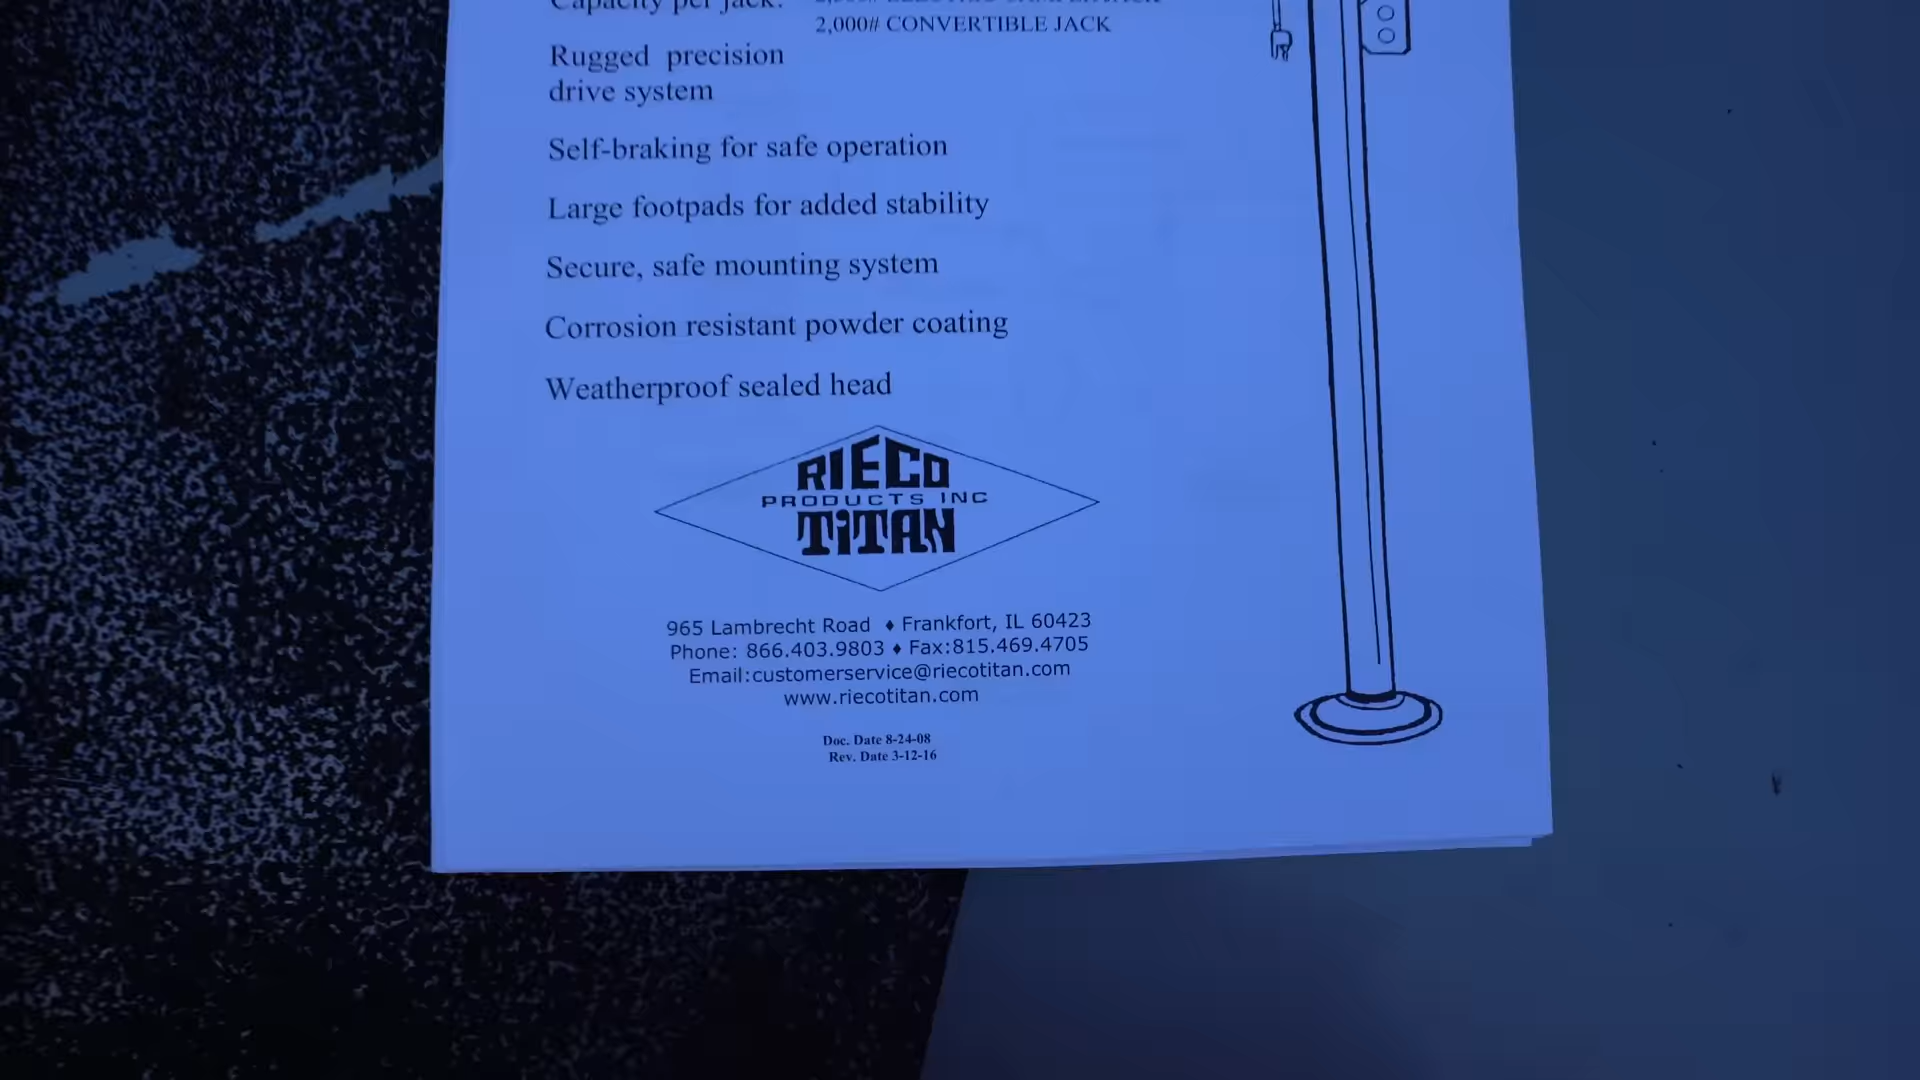 Capacity per jack:
2,000# CONVERTIBLE JACK
Rugged precision
drive system
Self-braking for safe operation
Large footpads for added stability
Secure, safe mounting system
Corrosion resistant powder coating
Weatherproof sealed head
RIECO
PRODUCTS INC
TiTAN
965 Lambrecht Road ♦ Frankfort, IL 60423
Phone: 866.403.9803 ♦ Fax:815.469.4705
Email:customerservice@riecotitan.com
www.riecotitan.com
Doc. Date 8-24-08
Rev. Date 3-12-16